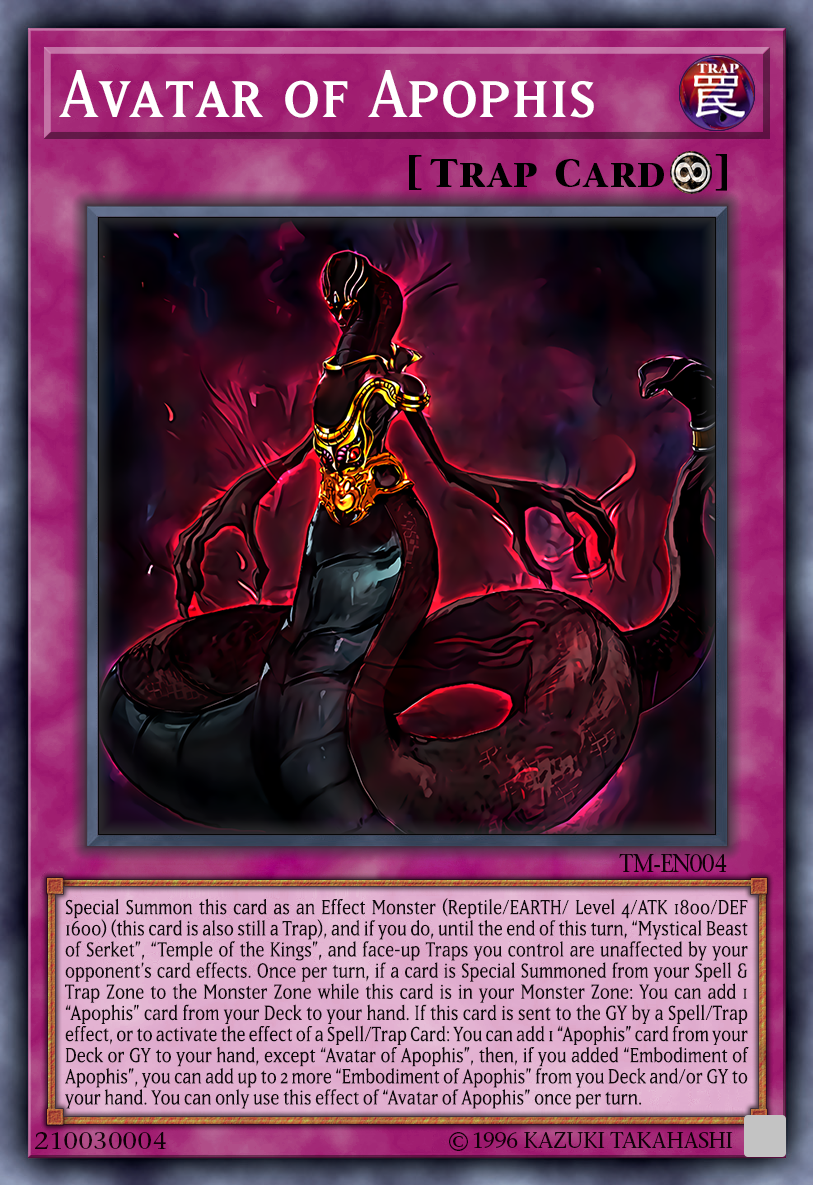 Avatar of Apophis
TRAP
罠
[Trap Card]
TM-EN004
Special Summon this card as an Effect Monster (Reptile/EARTH/ Level 4/ATK 1800/DEF
1600) (this card is also still a Trap), and if you do, until the end of this turn, “Mystical Beast
of Serket”, “Temple of the Kings”, and face-up Traps you control are unaffected by your
opponent’s card effects. Once per turn, if a card is Special Summoned from your Spell &
Trap Zone to the Monster Zone while this card is in your Monster Zone: You can add 1
“Apophis” card from your Deck to your hand. If this card is sent to the GY by a Spell/Trap
effect, or to activate the effect of a Spell/Trap Card: You can add 1 “Apophis” card from your
Deck or GY to your hand, except “Avatar of Apophis”, then, if you added “Embodiment of
Apophis”, you can add up to 2 more “Embodiment of Apophis” from you Deck and/or GY to
your hand. You can only use this effect of “Avatar of Apophis” once per turn.
210030004
© 1996 KAZUKI TAKAHASHI